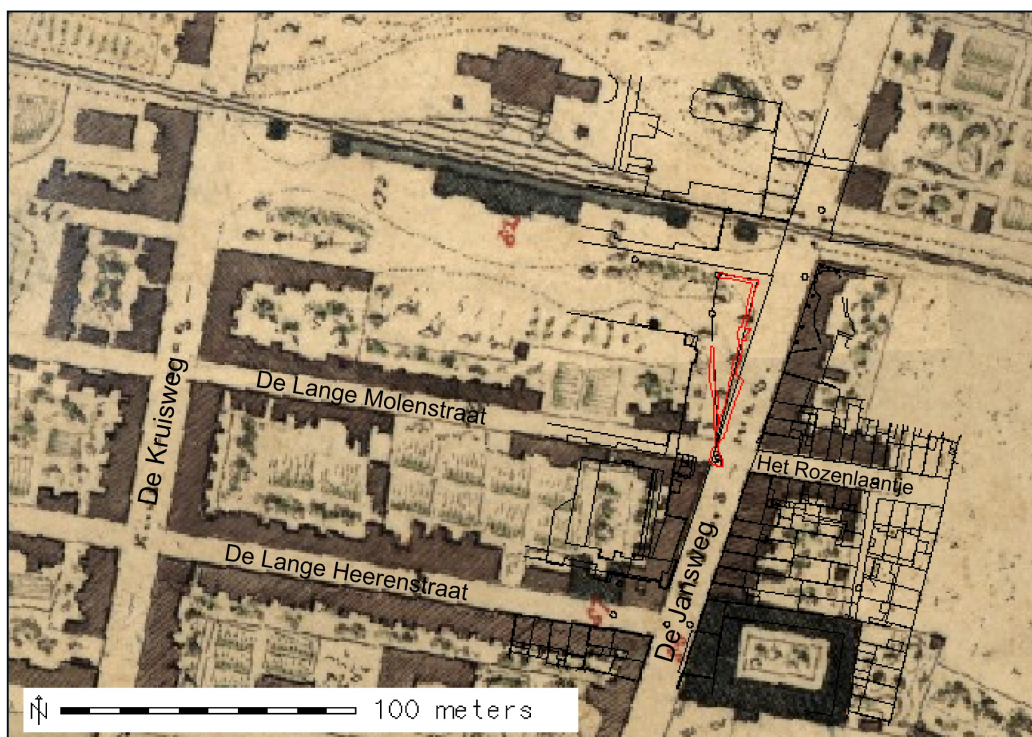 De Lange Molenstraat
De Kruisweg
Het Rozenlaantje
De Lange Heerenstraat
De Jansweg
N
100 meters